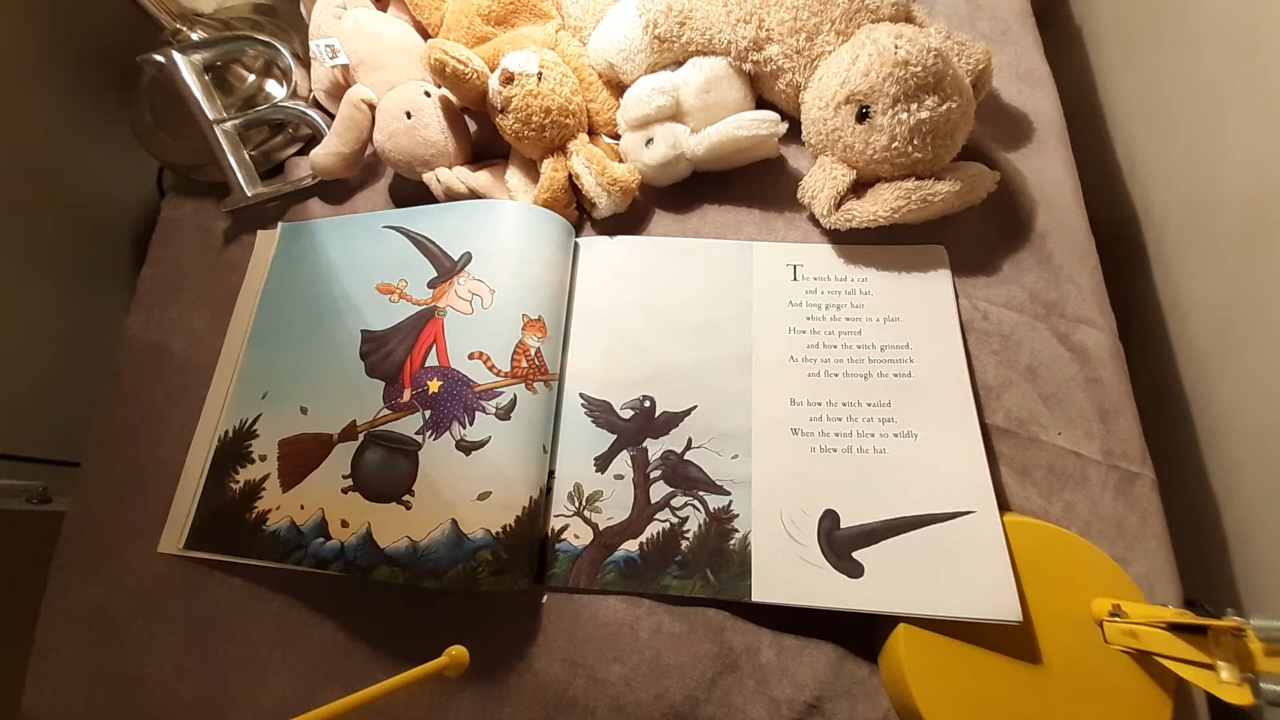 The witch had a cat
and a very tall hat,
And long ginger hair
which she wore in a plait.
How the cat purred
and how the witch grinned,
As they sat on their broomstick
and flew through the wind.
But how the witch wailed
and how the cat spat,
When the wind blew so wildly
it blew off the hat.